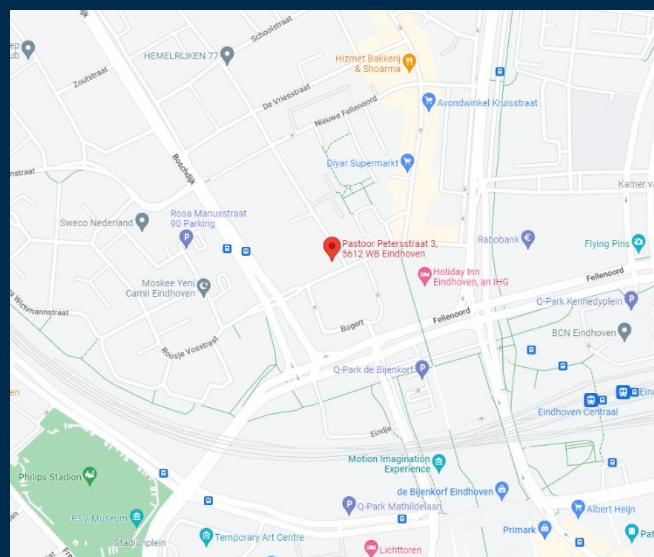 HEMELRIJKEN 77
Schoolstraat
Hizmet Bakkerij
& Shoarma
Zoutstraat
De Vriesstraat
Avondwinkel Kruisstraat
Nieuwe Fellenoord
Boschdijk
Diyar Supermarkt
Sweco Nederland
Rosa Manusstraat
90 Parking
Pastoor Petersstraat 3,
5612 WB Eindhoven
Rabobank
Flying Pins
Moskee Yeni
Camii Eindhoven
Holiday Inn
Eindhoven, an IHG
Fellenoord
Q-Park Kennedyplein
Bogert
Fellenoord
BCN Eindhoven
Roosje Vosstraat
Q-Park de Bijenkorf
Eindhoven Centraal
Eindje
Philips Stadion
Motion Imagination
Experience
de Bijenkorf Eindhoven
Q-Park Mathildelaan
Albert Heijn
PSV Museum
Stadionplein
Temporary Art Centre
Primark
Lichttoren